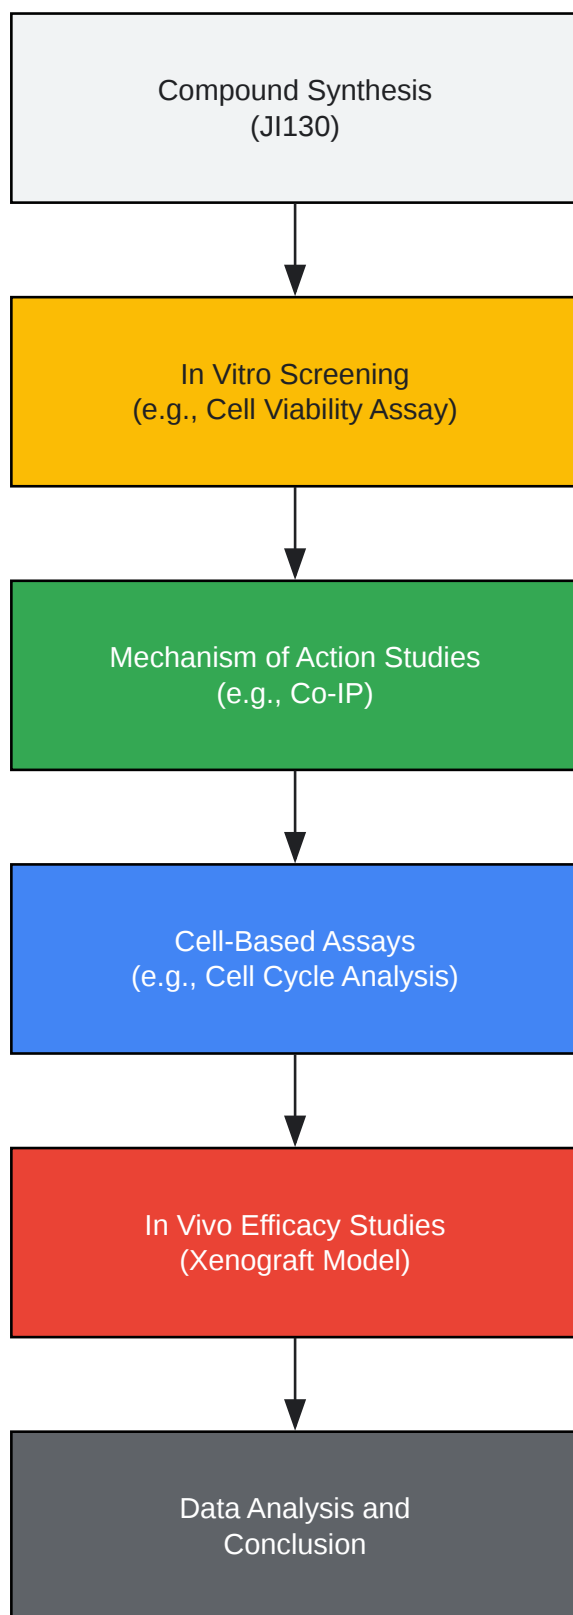 Compound Synthesis
(JI130)
In Vitro Screening
(e.g., Cell Viability Assay)
Mechanism of Action Studies
(e.g., Co-IP)
Cell-Based Assays
(e.g., Cell Cycle Analysis)
In Vivo Efficacy Studies
(Xenograft Model)
Data Analysis and
Conclusion